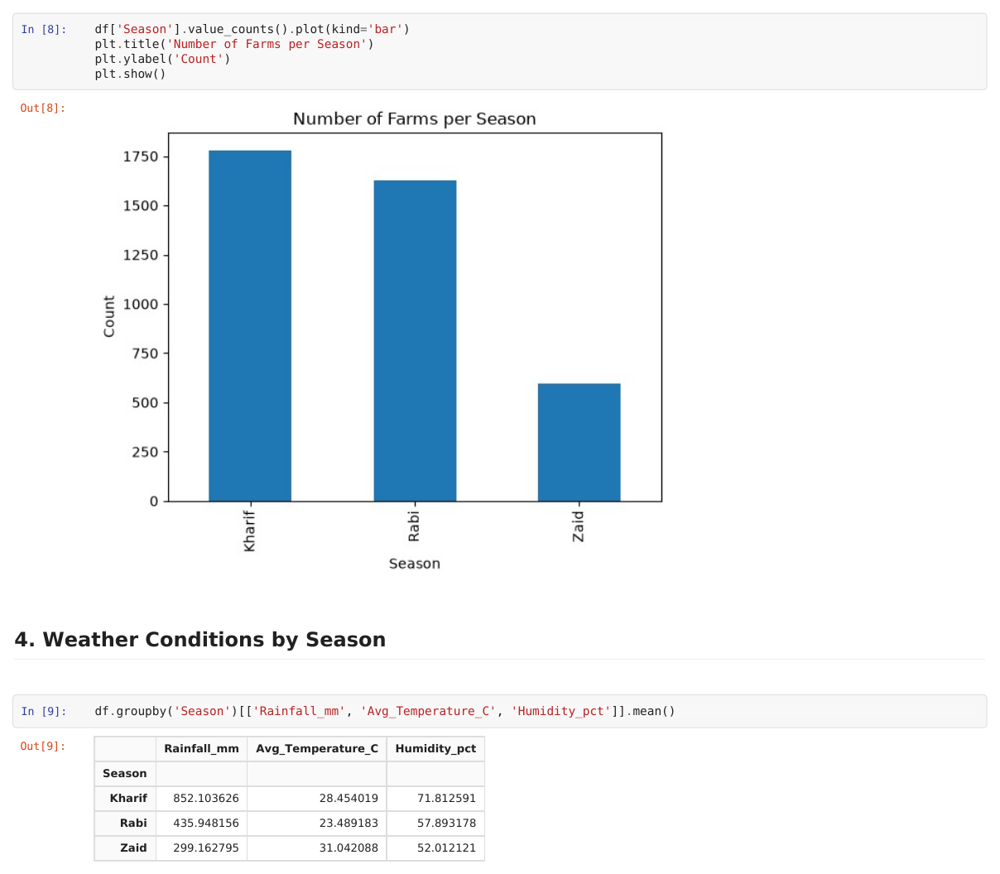 In [8]:
df['Season'].value_counts().plot(kind='bar')
plt.title('Number of Farms per Season')
plt.ylabel('Count')
plt.show()
Out[8]:
Number of Farms per Season
1750
1500
1250
1000
750
500
250
0
Count
Kharif
Rabi
Zaid
Season
4. Weather Conditions by Season
In [9]:
df.groupby('Season')[['Rainfall_mm', 'Avg_Temperature_C', 'Humidity_pct']].mean()
Out[9]:
Rainfall_mm Avg_Temperature_C Humidity_pct
Season
Kharif 852.103626 28.454019 71.812591
Rabi 435.948156 23.489183 57.893178
Zaid 299.162795 31.042088 52.012121